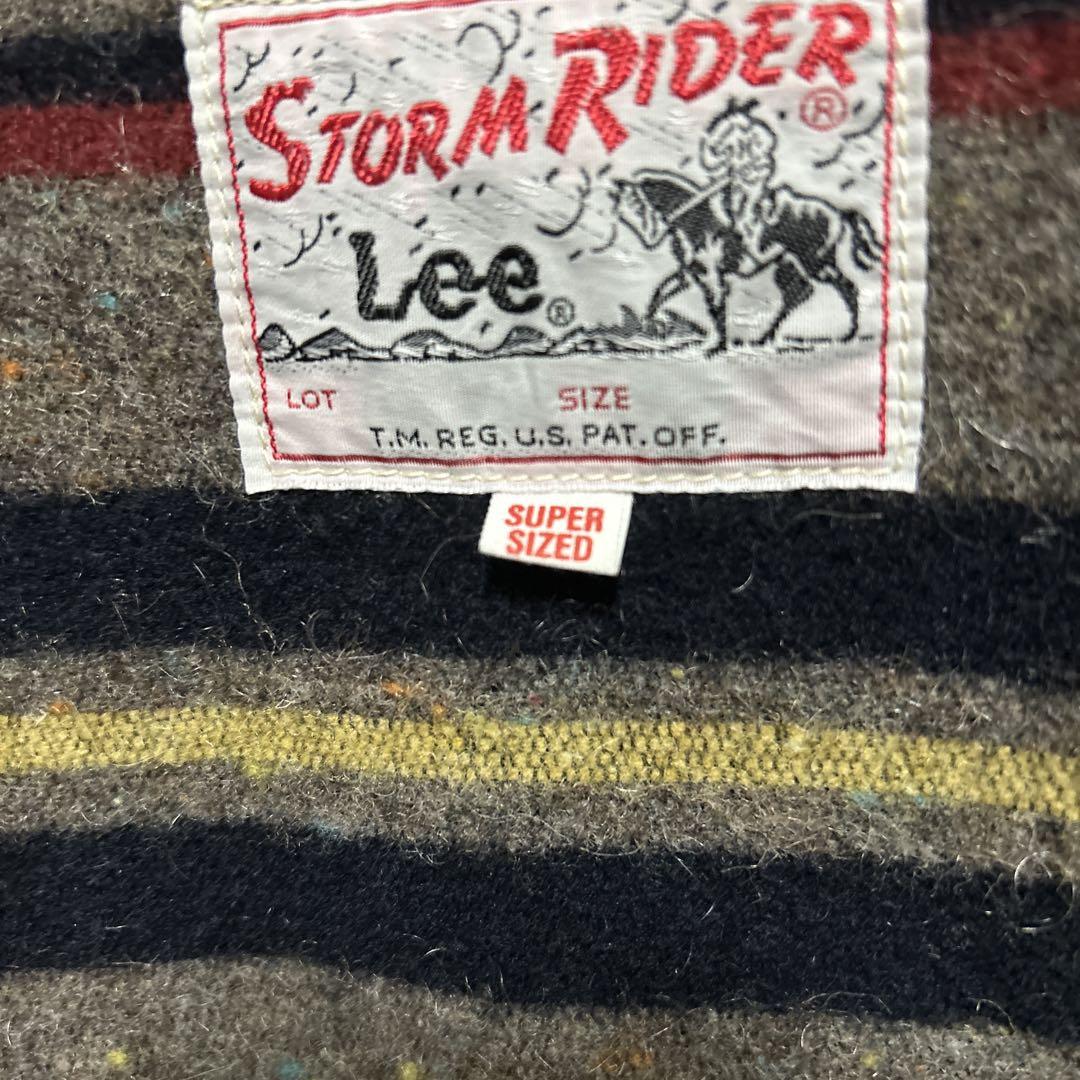 STORM RIDER ®
Lee ®
LOT SIZE
T.M. REG. U.S. PAT. OFF.
SUPER
SIZED